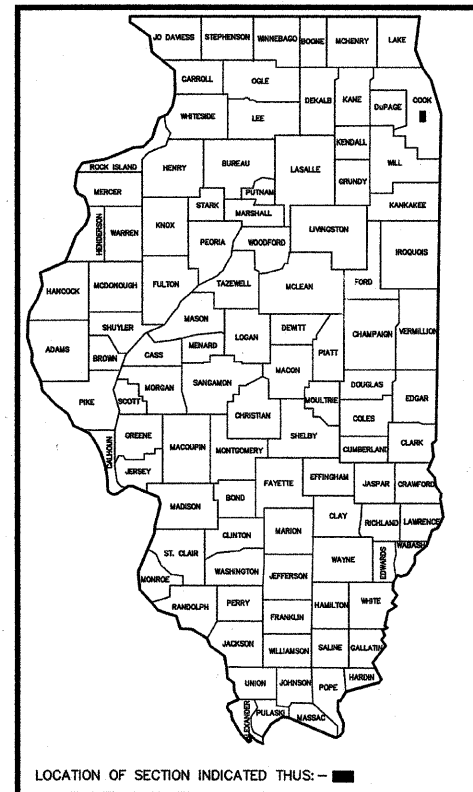 JO DAVIESS STEPHENSON WINNEBAGO BOONE MCHENRY LAKE
CARROLL OGLE
DEKALB KANE DuPAGE COOK
WHITESIDE LEE
KENDALL
WILL
ROCK ISLAND HENRY BUREAU LASALLE GRUNDY
MERCER PUTNAM
STARK KANKAKEE
MARSHALL
HENDERSON WARREN KNOX LIVINGSTON
PEORIA WOODFORD
IROQUOIS
HANCOCK MCDONOUGH FULTON TAZEWELL MCLEAN FORD
MASON
SHUYLER LOGAN DEWITT CHAMPAIGN VERMILLION
ADAMS BROWN CASS MENARD PIATT
MACON
MORGAN SANGAMON DOUGLAS
PIKE SCOTT MOULTRIE EDGAR
CHRISTIAN COLES
SHELBY
CALHOUN GREENE MACOUPIN MONTGOMERY CUMBERLAND CLARK
JERSEY FAYETTE EFFINGHAM JASPAR CRAWFORD
BOND
MADISON CLAY
RICHLAND LAWRENCE
CLINTON MARION
ST. CLAIR WAYNE EDWARDS WABASH
WASHINGTON JEFFERSON
MONROE
RANDOLPH PERRY HAMILTON WHITE
FRANKLIN
JACKSON WILLIAMSON SALINE GALLATIN
UNION JOHNSON POPE HARDIN
ALEXANDER PULASKI MASSAC
LOCATION OF SECTION INDICATED THUS: -